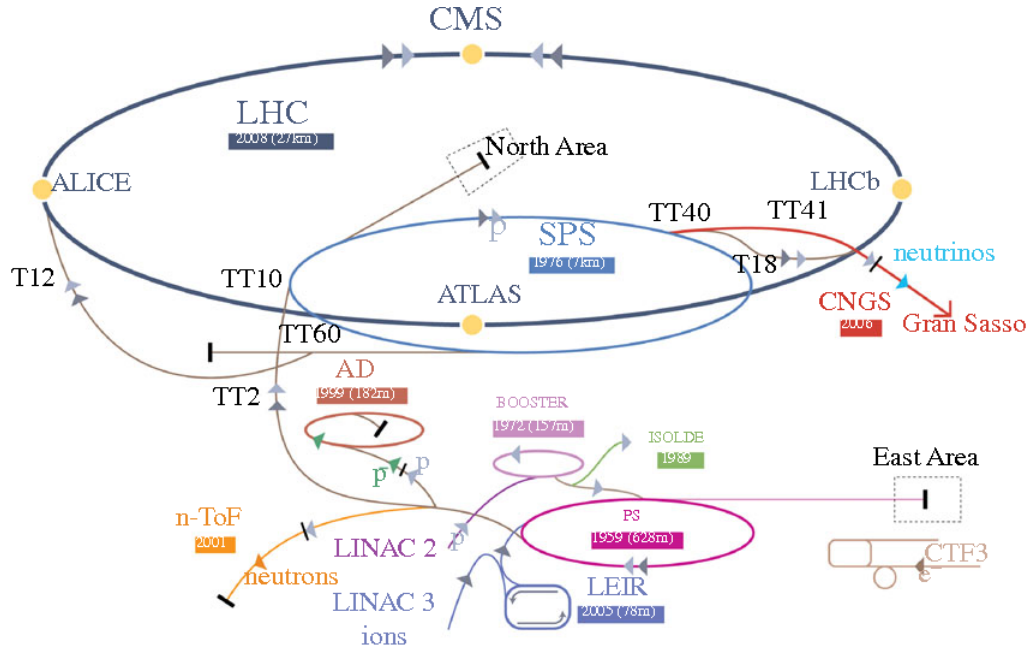 CMS
LHC
2008 (27km)
North Area
ALICE
LHCb
TT40
TT41
p
SPS
1976 (7km)
T18
neutrinos
T12
TT10
ATLAS
CNGS
2006
Gran Sasso
TT60
AD
1999 (182m)
TT2
BOOSTER
1972 (157m)
ISOLDE
1989
East Area
p
p
n-ToF
2001
PS
1959 (628m)
LINAC 2
p
neutrons
CTF3
e
LEIR
2005 (78m)
LINAC 3
ions